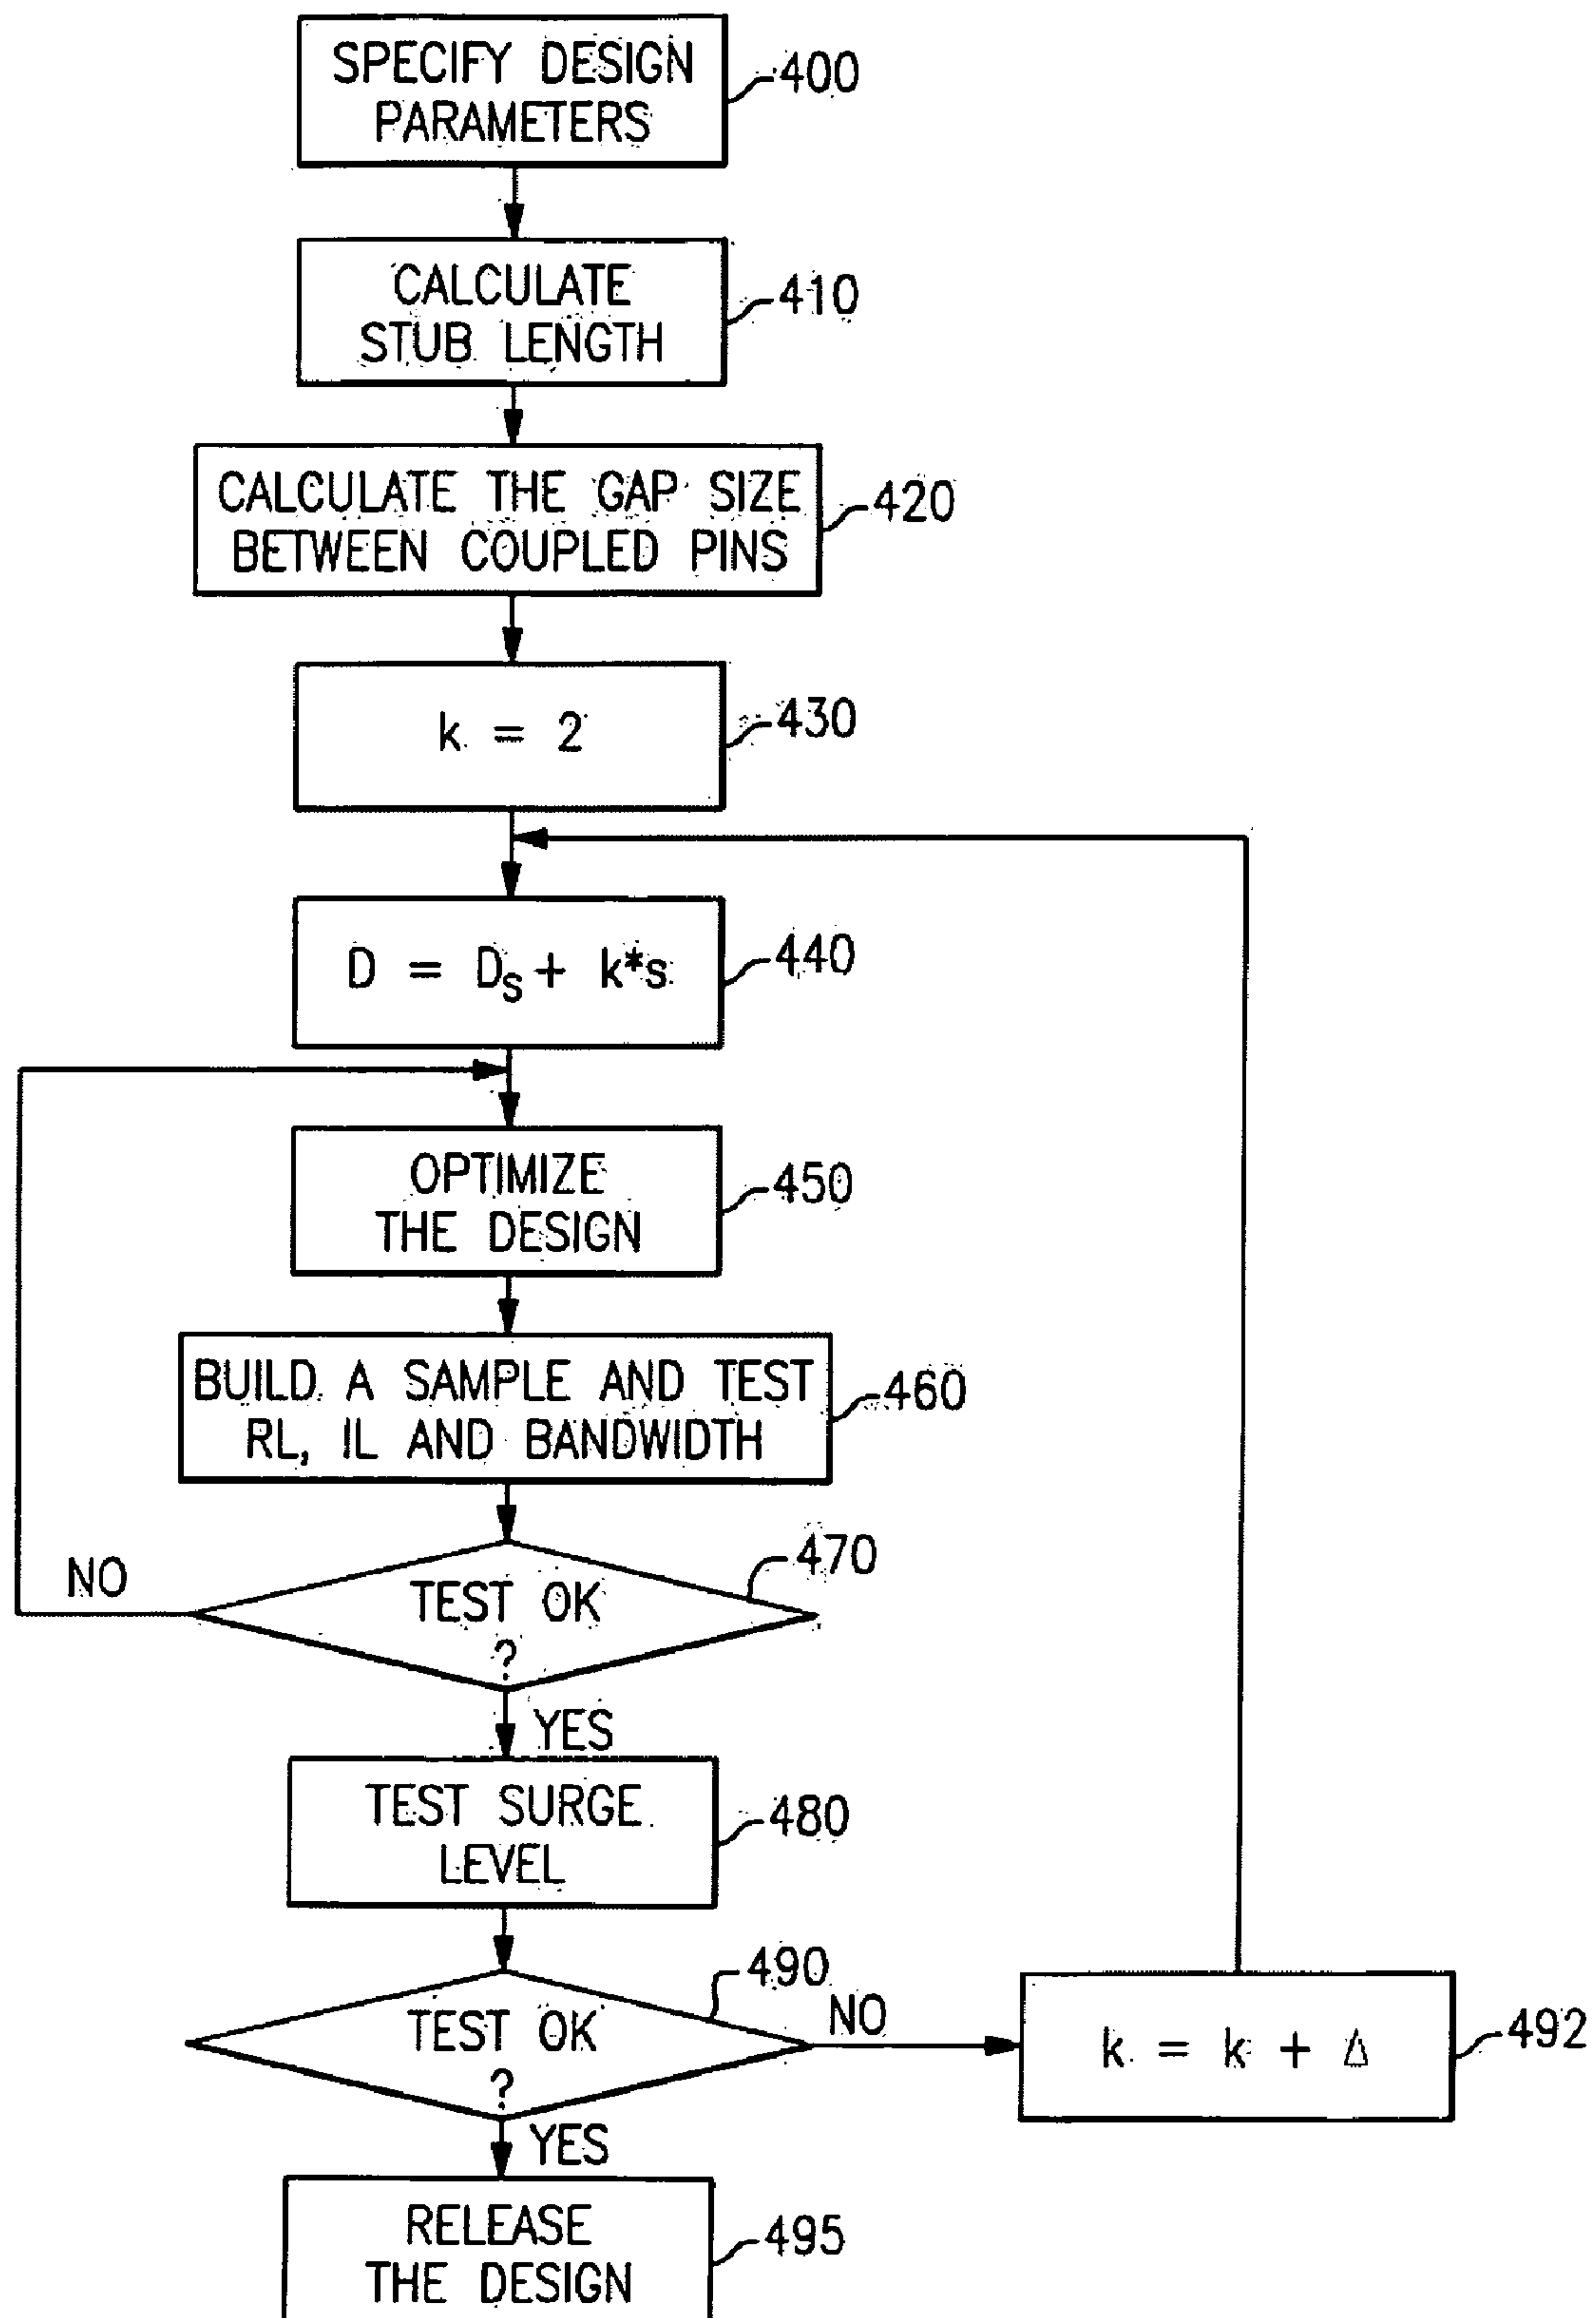 SPECIFY DESIGN
PARAMETERS
400
CALCULATE
STUB LENGTH
410
CALCULATE THE GAP SIZE
BETWEEN COUPLED PINS
420
k = 2
430
D = Ds + k*s
440
OPTIMIZE
THE DESIGN
450
BUILD A SAMPLE AND TEST
RL, IL AND BANDWIDTH
460
TEST OK
?
470
NO
YES
TEST SURGE
LEVEL
480
TEST OK
?
490
NO
k = k + Δ
492
YES
RELEASE
THE DESIGN
495